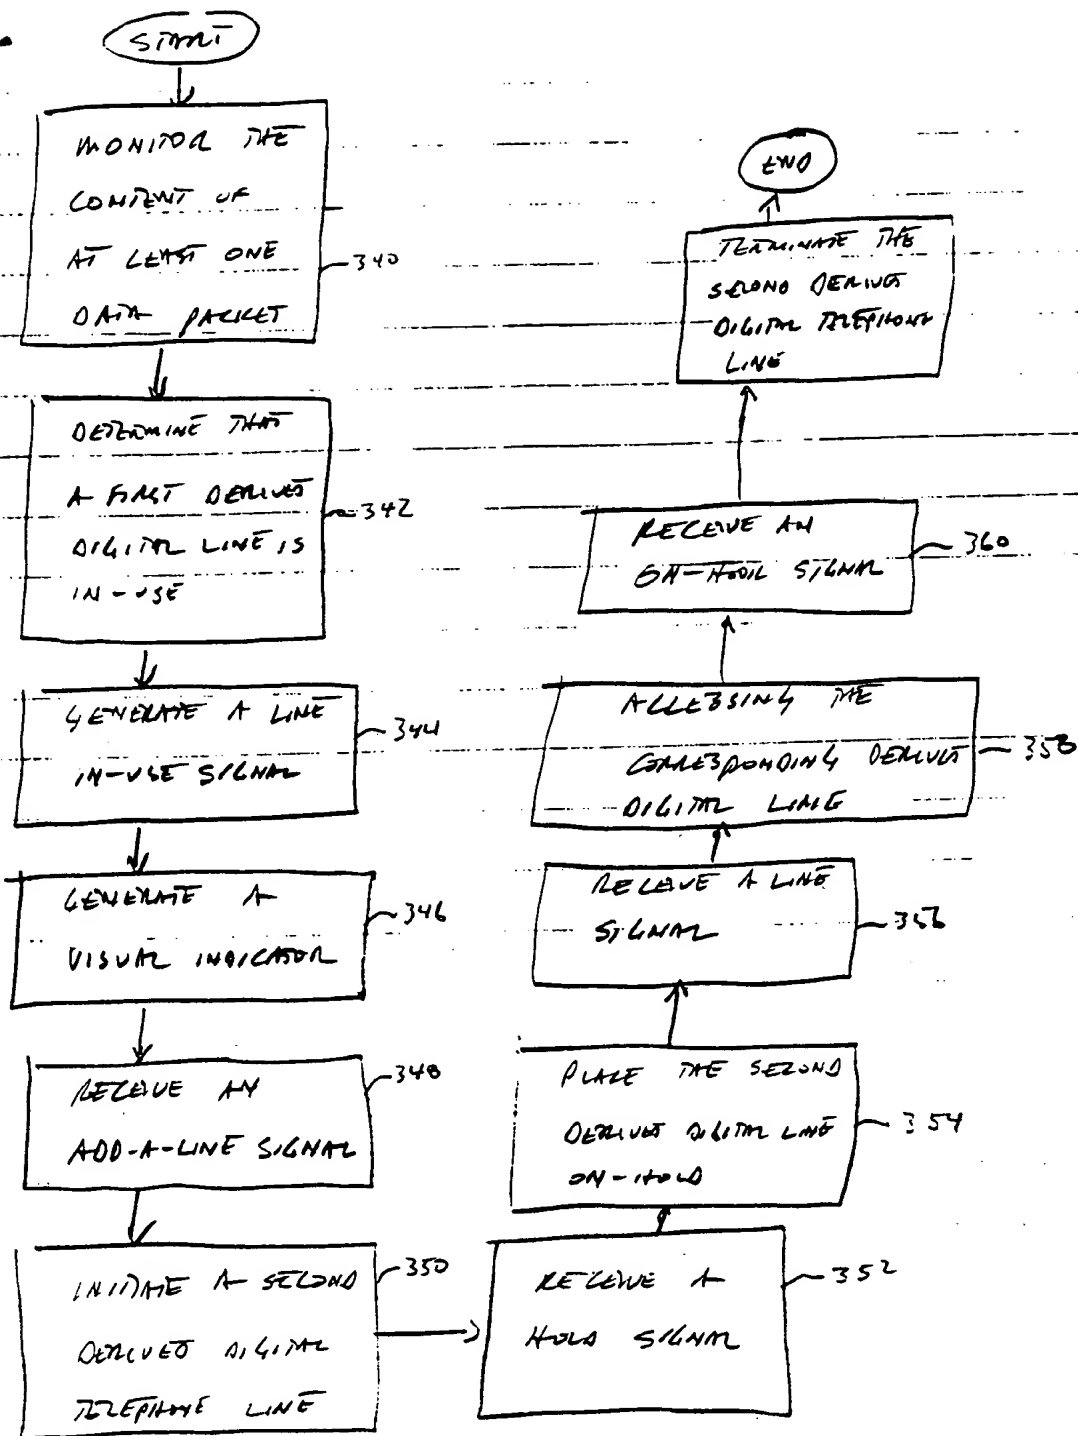 START
MONITOR THE
CONTENT OF
AT LEAST ONE
DATA PACKET
340
DETERMINE THAT
A FIRST DERIVED
DIGITAL LINE IS
IN-USE
342
GENERATE A LINE
IN-USE SIGNAL
344
GENERATE A
VISUAL INDICATOR
346
RECEIVE AN
ADD-A-LINE SIGNAL
348
INITIATE A SECOND
DERIVED DIGITAL
TELEPHONE LINE
350
RECEIVE A
HOLD SIGNAL
352
PLACE THE SECOND
DERIVED DIGITAL LINE
ON-HOLD
354
RECEIVE A LINE
SIGNAL
356
ACCESSING THE
CORRESPONDING DERIVED
DIGITAL LINE
358
RECEIVE AN
ON-HOOK SIGNAL
360
TERMINATE THE
SECOND DERIVED
DIGITAL TELEPHONE
LINE
END